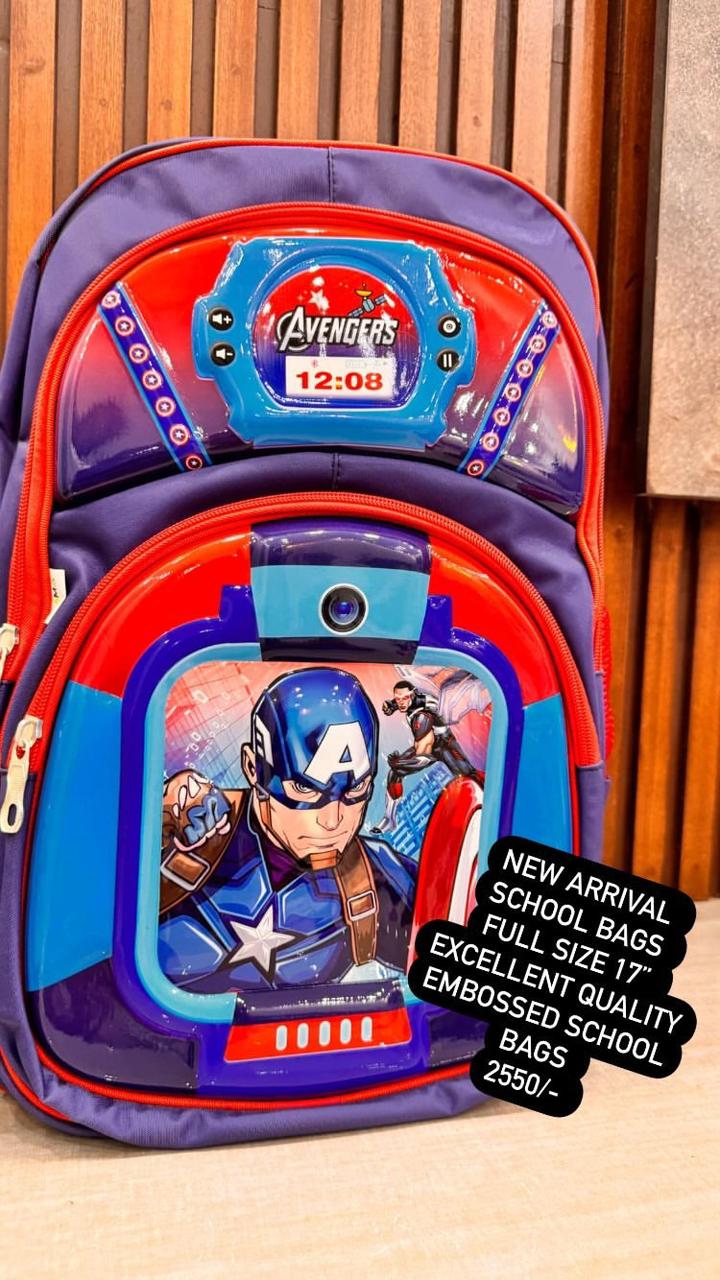 AVENGERS
12:08
A
NEW ARRIVAL
SCHOOL BAGS
FULL SIZE 17"
EXCELLENT QUALITY
EMBOSSED SCHOOL
BAGS
2550/-